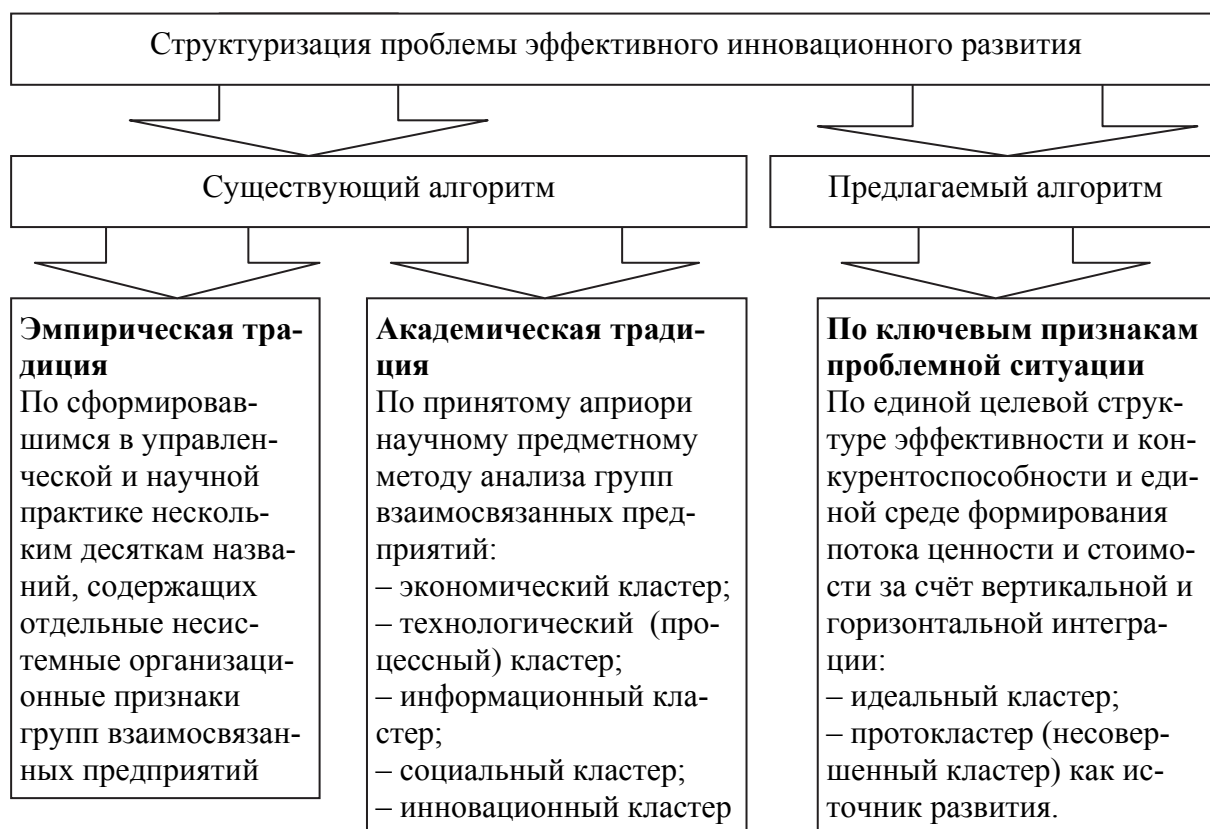 Структуризация проблемы эффективного инновационного развития
Существующий алгоритм
Предлагаемый алгоритм
Эмпирическая тра-
диция
По сформировав-
шимся в управлен-
ческой и научной
практике несколь-
ким десяткам назва-
ний, содержащих
отдельные несис-
темные организаци-
онные признаки
групп взаимосвязан-
ных предприятий
Академическая тради-
ция
По принятому априори
научному предметному
методу анализа групп
взаимосвязанных пред-
приятий:
– экономический кластер;
– технологический (про-
цессный) кластер;
– информационный кла-
стер;
– социальный кластер;
– инновационный кластер
По ключевым признакам
проблемной ситуации
По единой целевой струк-
туре эффективности и кон-
курентоспособности и еди-
ной среде формирования
потока ценности и стоимо-
сти за счёт вертикальной и
горизонтальной интегра-
ции:
– идеальный кластер;
– протокластер (несовер-
шенный кластер) как ис-
точник развития.